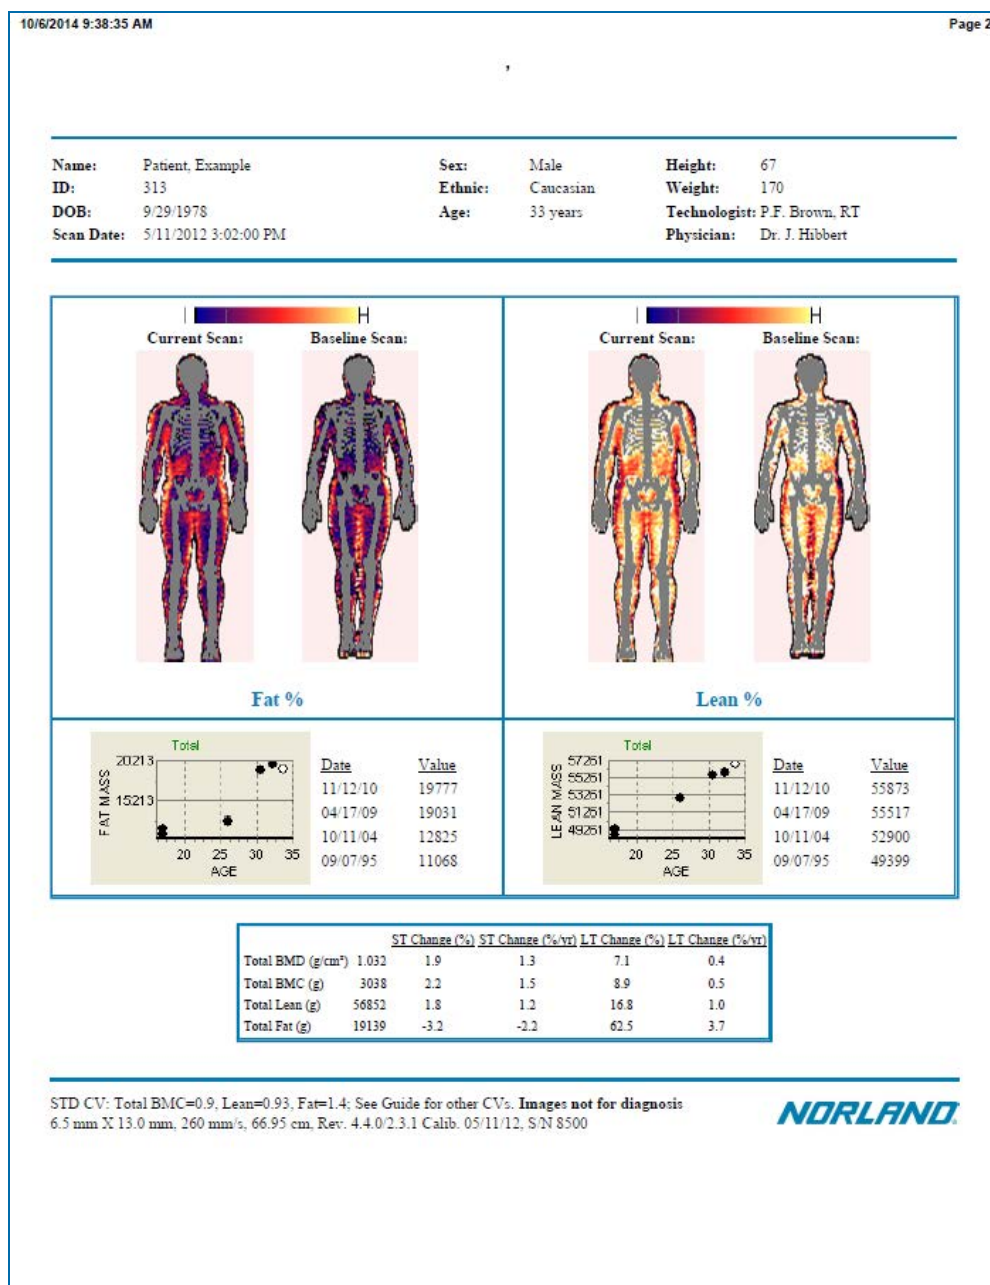 10/6/2014 9:38:35 AM Page 2
,
Name: Patient, Example Sex: Male Height: 67
ID: 313 Ethnic: Caucasian Weight: 170
DOB: 9/29/1978 Age: 33 years Technologist: P.F. Brown, RT
Scan Date: 5/11/2012 3:02:00 PM Physician: Dr. J. Hibbert
Current Scan: Baseline Scan:
Fat %
Current Scan: Baseline Scan:
Lean %
Total
FAT MASS
20213
15213
20 25 30 35
AGE
Date Value
11/12/10 19777
04/17/09 19031
10/11/04 12825
09/07/95 11068
Total
LEAN MASS
57261
55261
53261
51261
49261
20 25 30 35
AGE
Date Value
11/12/10 55873
04/17/09 55517
10/11/04 52900
09/07/95 49399
ST Change (%) ST Change (%/yr) LT Change (%) LT Change (%/yr)
Total BMD (g/cm²) 1.032 1.9 1.3 7.1 0.4
Total BMC (g) 3038 2.2 1.5 8.9 0.5
Total Lean (g) 56852 1.8 1.2 16.8 1.0
Total Fat (g) 19139 -3.2 -2.2 62.5 3.7
STD CV: Total BMC=0.9, Lean=0.93, Fat=1.4; See Guide for other CVs. Images not for diagnosis
6.5 mm X 13.0 mm, 260 mm/s, 66.95 cm, Rev. 4.4.0/2.3.1 Calib. 05/11/12, S/N 8500
NORLAND